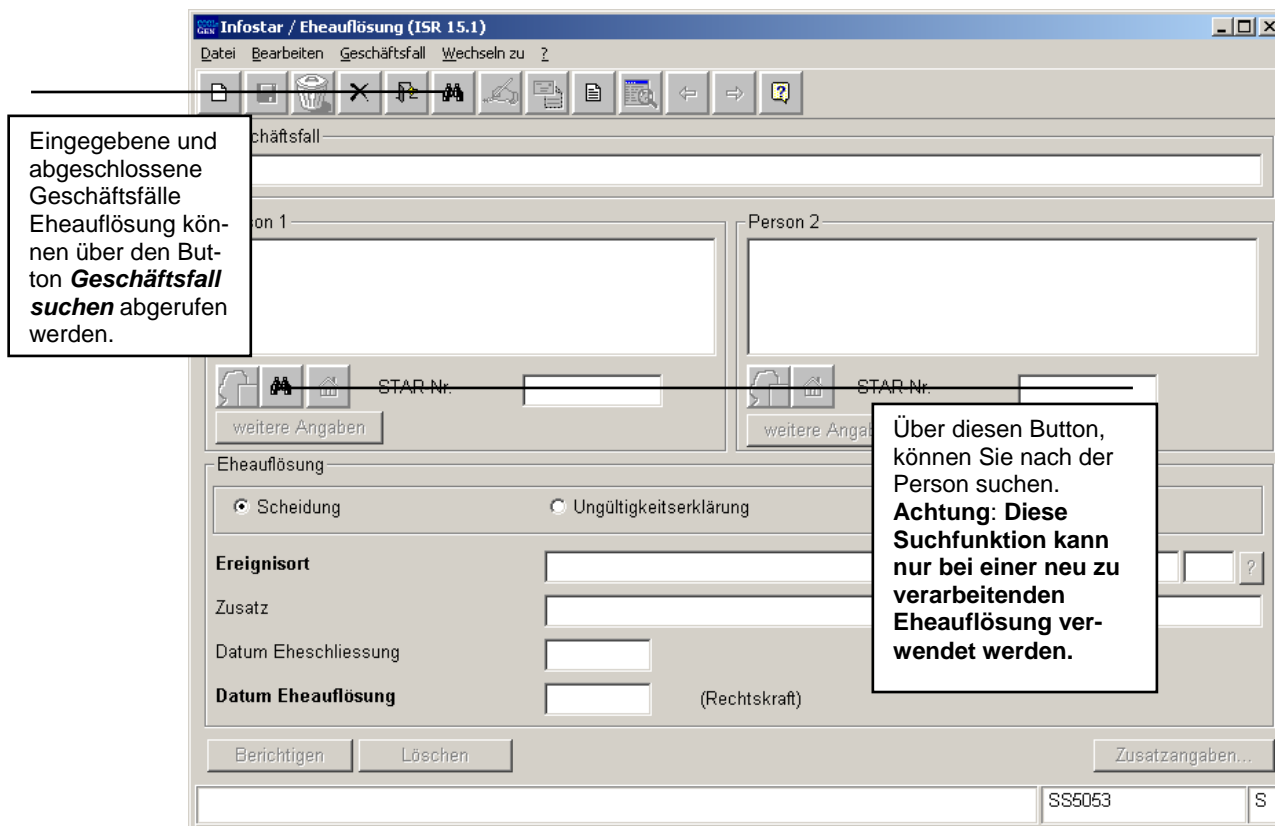 Infostar / Eheauflösung (ISR 15.1)
Datei Bearbeiten Geschäftsfall Wechseln zu ?
Eingegebene und
abgeschlossene
Geschäftsfälle
Eheauflösung kön-
nen über den But-
ton Geschäftsfall
suchen abgerufen
werden.
chäftsfall
on 1
Person 2
STAR-Nr.
STAR-Nr.
weitere Angaben
weitere Angab
Über diesen Button,
können Sie nach der
Person suchen.
Achtung: Diese
Suchfunktion kann
nur bei einer neu zu
verarbeitenden
Eheauflösung ver-
wendet werden.
Eheauflösung
Scheidung
Ungültigkeitserklärung
Ereignisort
?
Zusatz
Datum Eheschliessung
Datum Eheauflösung
(Rechtskraft)
Berichtigen
Löschen
Zusatzangaben...
SS5053
S